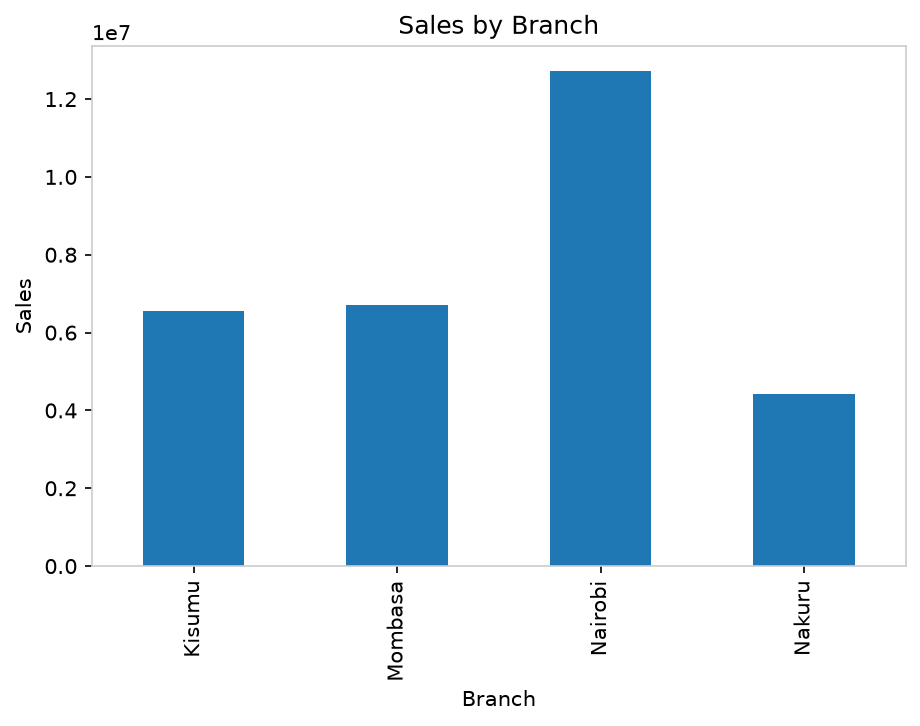 Sales by Branch
1e7
1.2
1.0
0.8
0.6
0.4
0.2
0.0
Sales
Kisumu
Mombasa
Nairobi
Nakuru
Branch